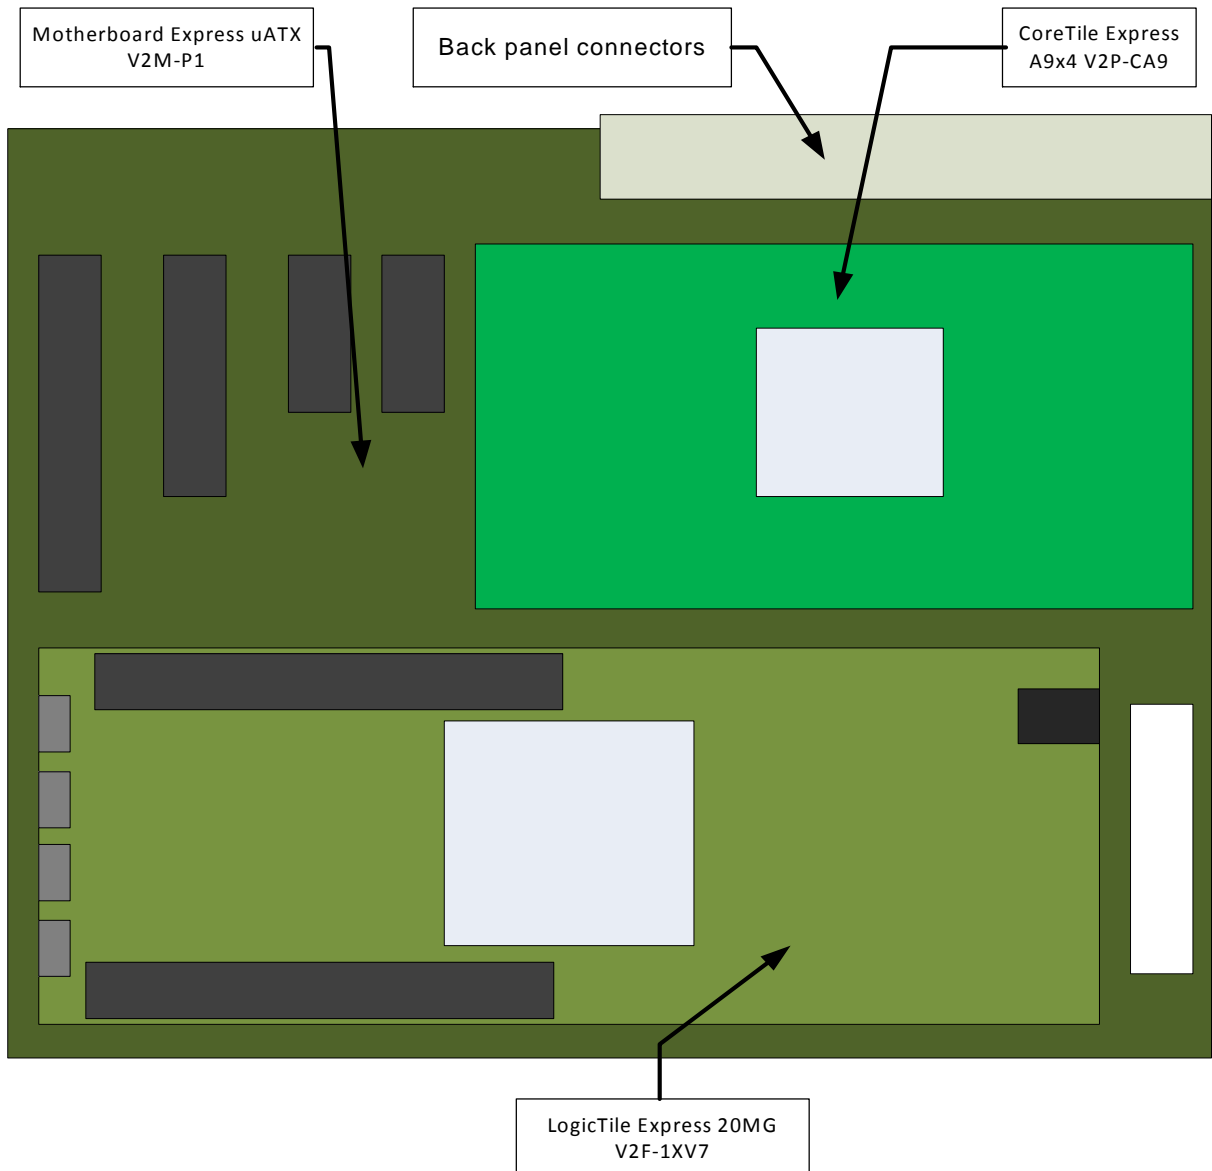 Motherboard Express uATX
V2M-P1
Back panel connectors
CoreTile Express
A9x4 V2P-CA9
LogicTile Express 20MG
V2F-1XV7